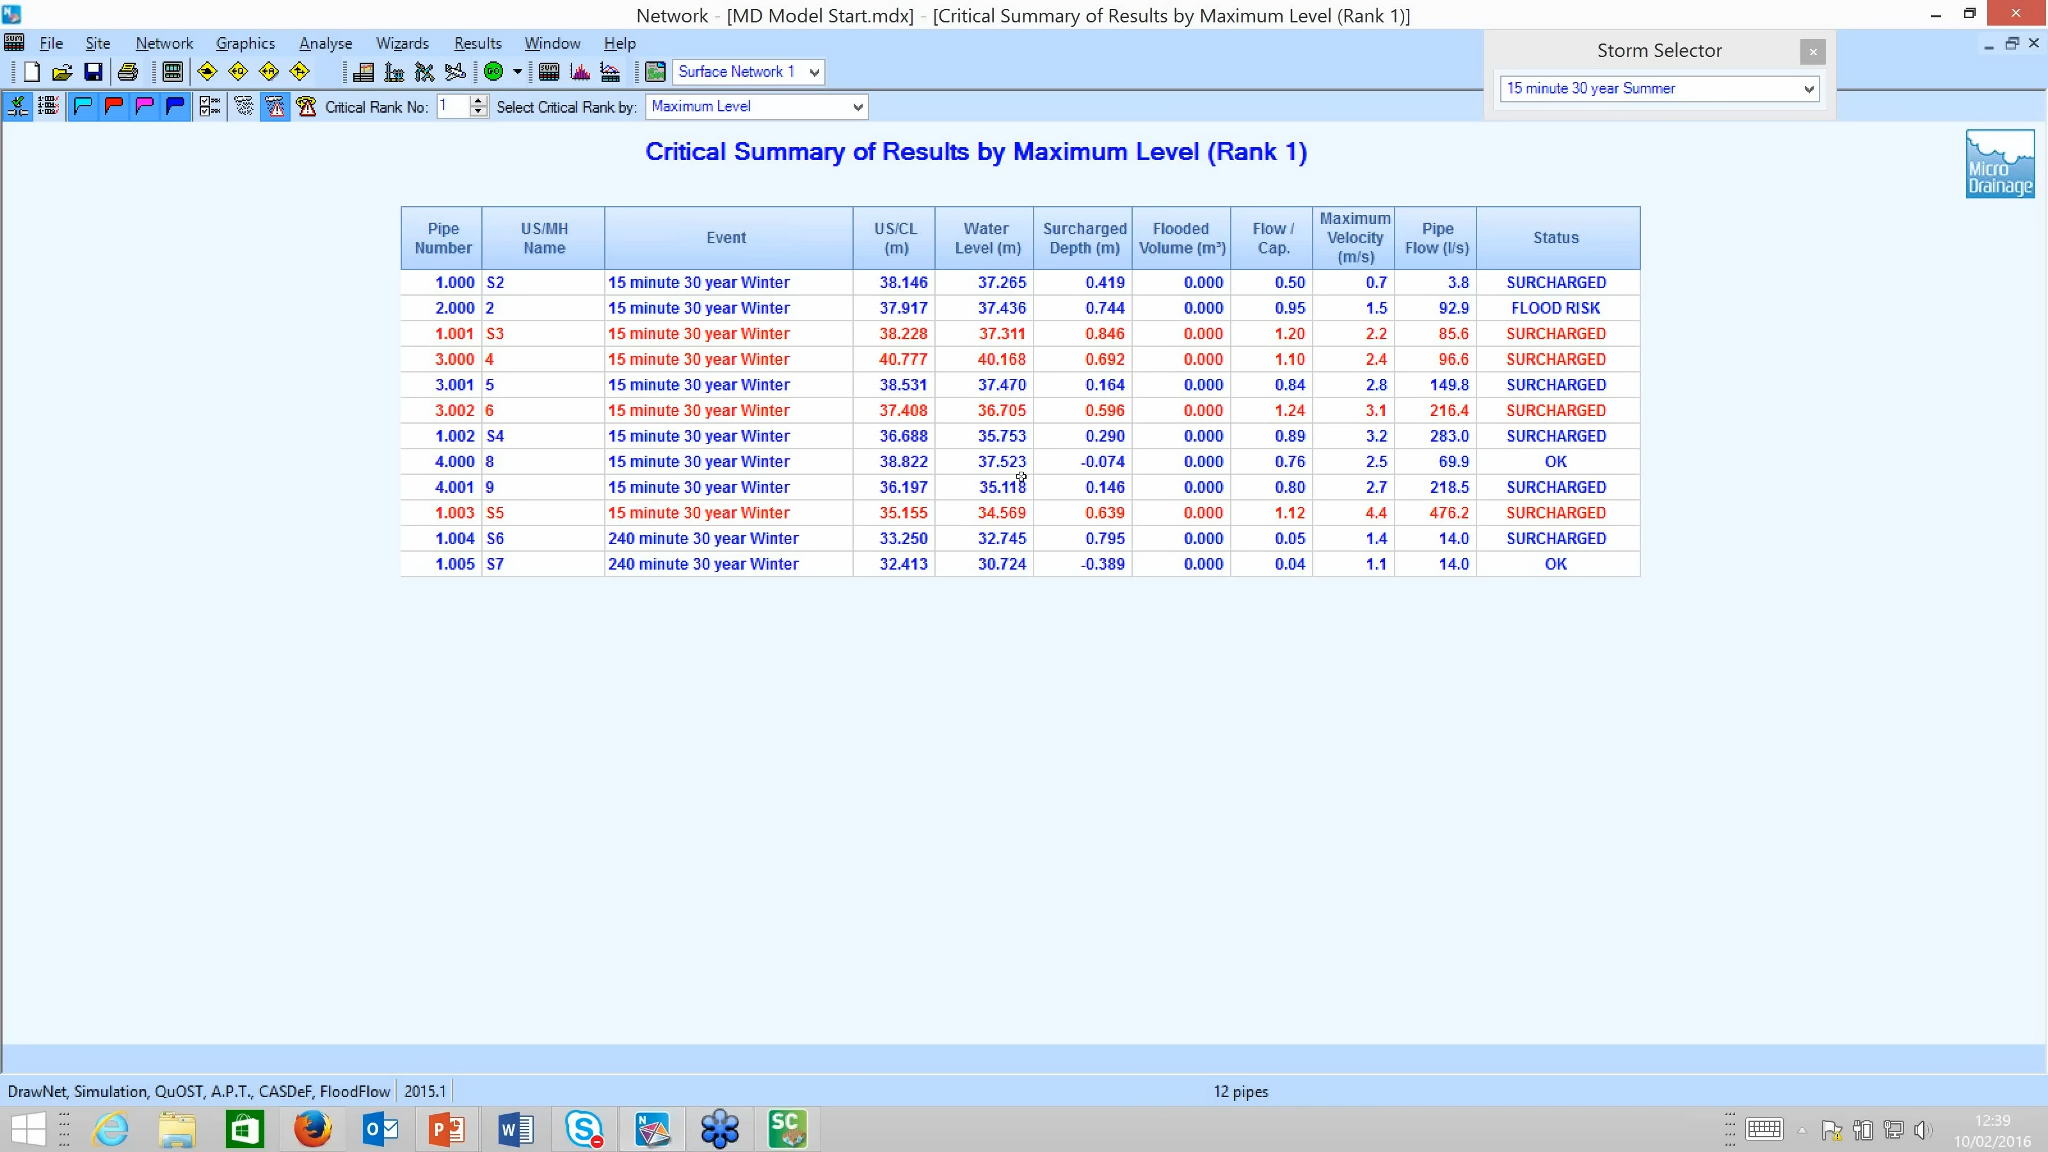 Network - [MD Model Start.mdx] - [Critical Summary of Results by Maximum Level (Rank 1)]
File Site Network Graphics Analyse Wizards Results Window Help
Storm Selector
Surface Network 1
15 minute 30 year Summer
Critical Rank No: 1 Select Critical Rank by: Maximum Level
Critical Summary of Results by Maximum Level (Rank 1)
Micro
Drainage
Pipe Number US/MH Name Event US/CL (m) Water Level (m) Surcharged Depth (m) Flooded Volume (m³) Flow / Cap. Maximum Velocity (m/s) Pipe Flow (l/s) Status
1.000 S2 15 minute 30 year Winter 38.146 37.265 0.419 0.000 0.50 0.7 3.8 SURCHARGED
2.000 2 15 minute 30 year Winter 37.917 37.436 0.744 0.000 0.95 1.5 92.9 FLOOD RISK
1.001 S3 15 minute 30 year Winter 38.228 37.311 0.846 0.000 1.20 2.2 85.6 SURCHARGED
3.000 4 15 minute 30 year Winter 40.777 40.168 0.692 0.000 1.10 2.4 96.6 SURCHARGED
3.001 5 15 minute 30 year Winter 38.531 37.470 0.164 0.000 0.84 2.8 149.8 SURCHARGED
3.002 6 15 minute 30 year Winter 37.408 36.705 0.596 0.000 1.24 3.1 216.4 SURCHARGED
1.002 S4 15 minute 30 year Winter 36.688 35.753 0.290 0.000 0.89 3.2 283.0 SURCHARGED
4.000 8 15 minute 30 year Winter 38.822 37.523 -0.074 0.000 0.76 2.5 69.9 OK
4.001 9 15 minute 30 year Winter 36.197 35.118 0.146 0.000 0.80 2.7 218.5 SURCHARGED
1.003 S5 15 minute 30 year Winter 35.155 34.569 0.639 0.000 1.12 4.4 476.2 SURCHARGED
1.004 S6 240 minute 30 year Winter 33.250 32.745 0.795 0.000 0.05 1.4 14.0 SURCHARGED
1.005 S7 240 minute 30 year Winter 32.413 30.724 -0.389 0.000 0.04 1.1 14.0 OK
DrawNet, Simulation, QuOST, A.P.T., CASDeF, FloodFlow 2015.1 12 pipes
SC
12:39
10/02/2016